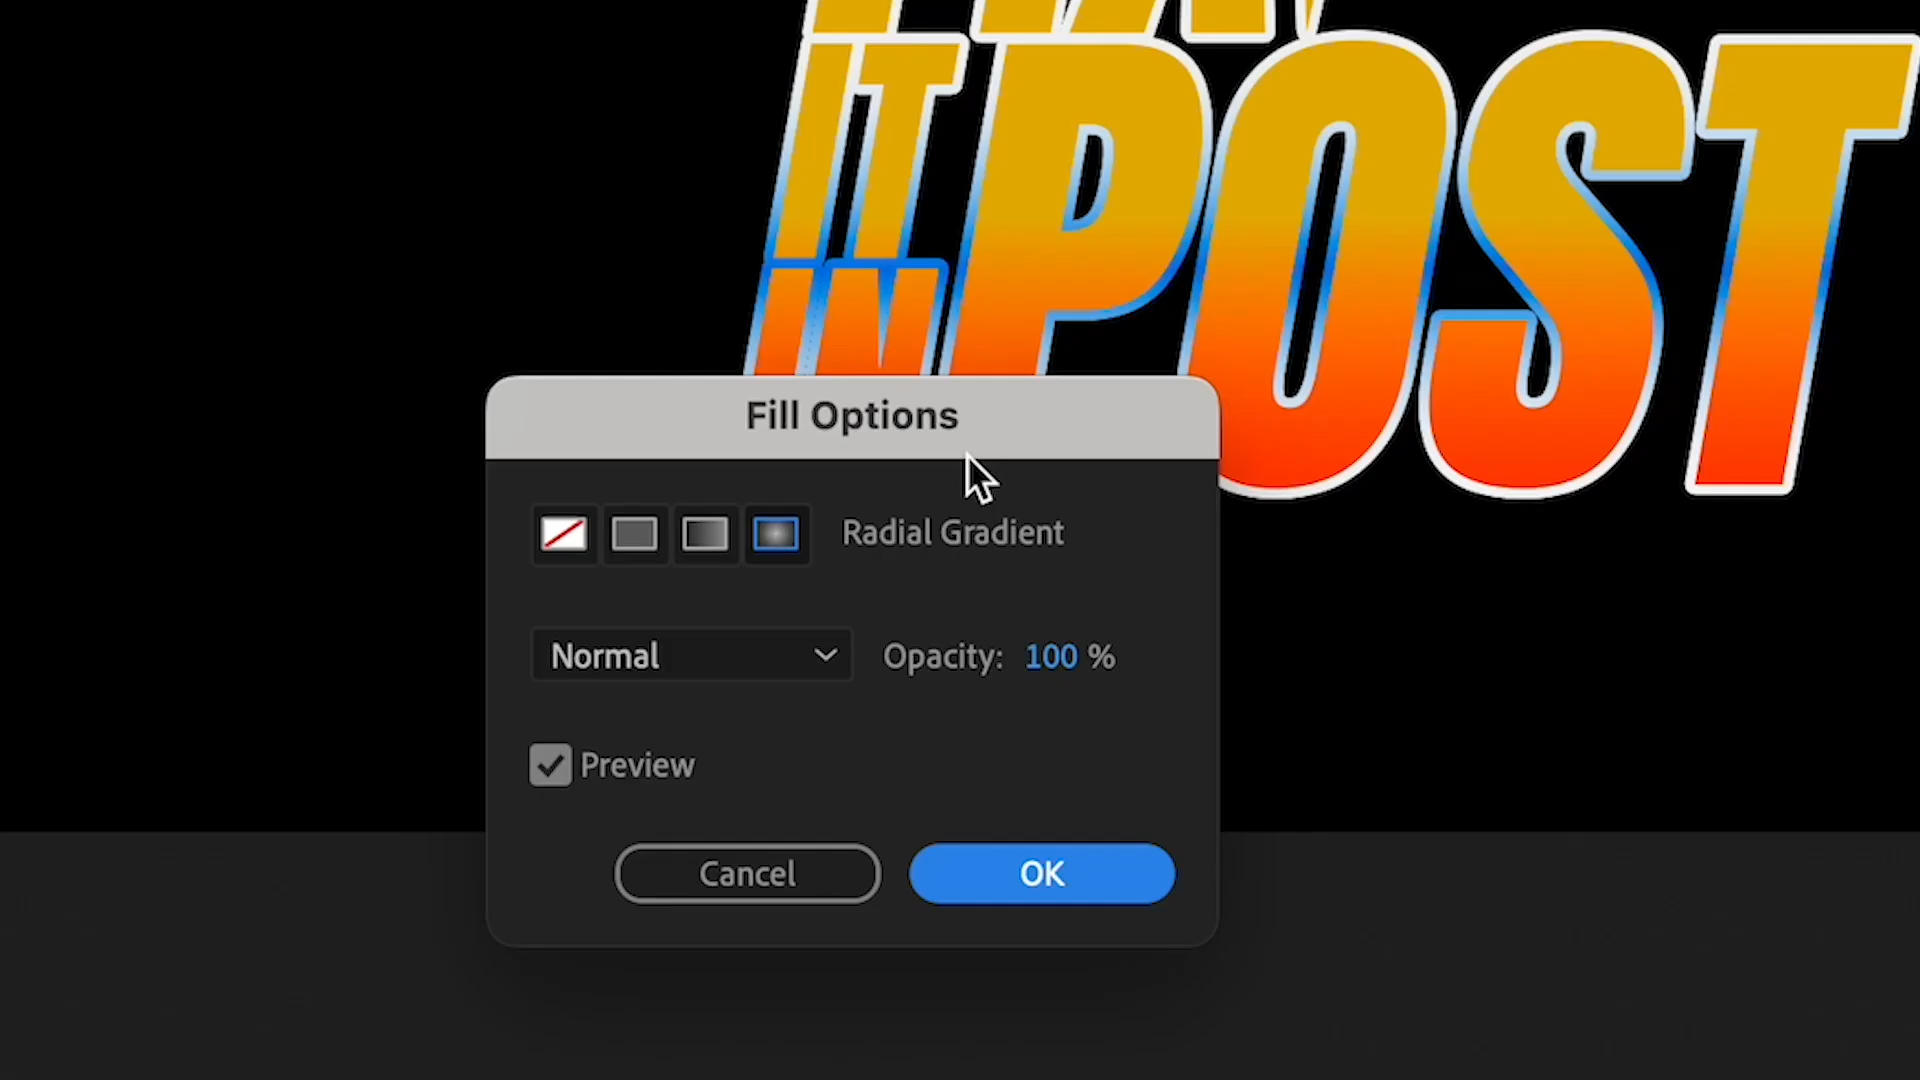 IT
IN POST
Fill Options
Radial Gradient
Normal
Opacity: 100 %
Preview
Cancel
OK